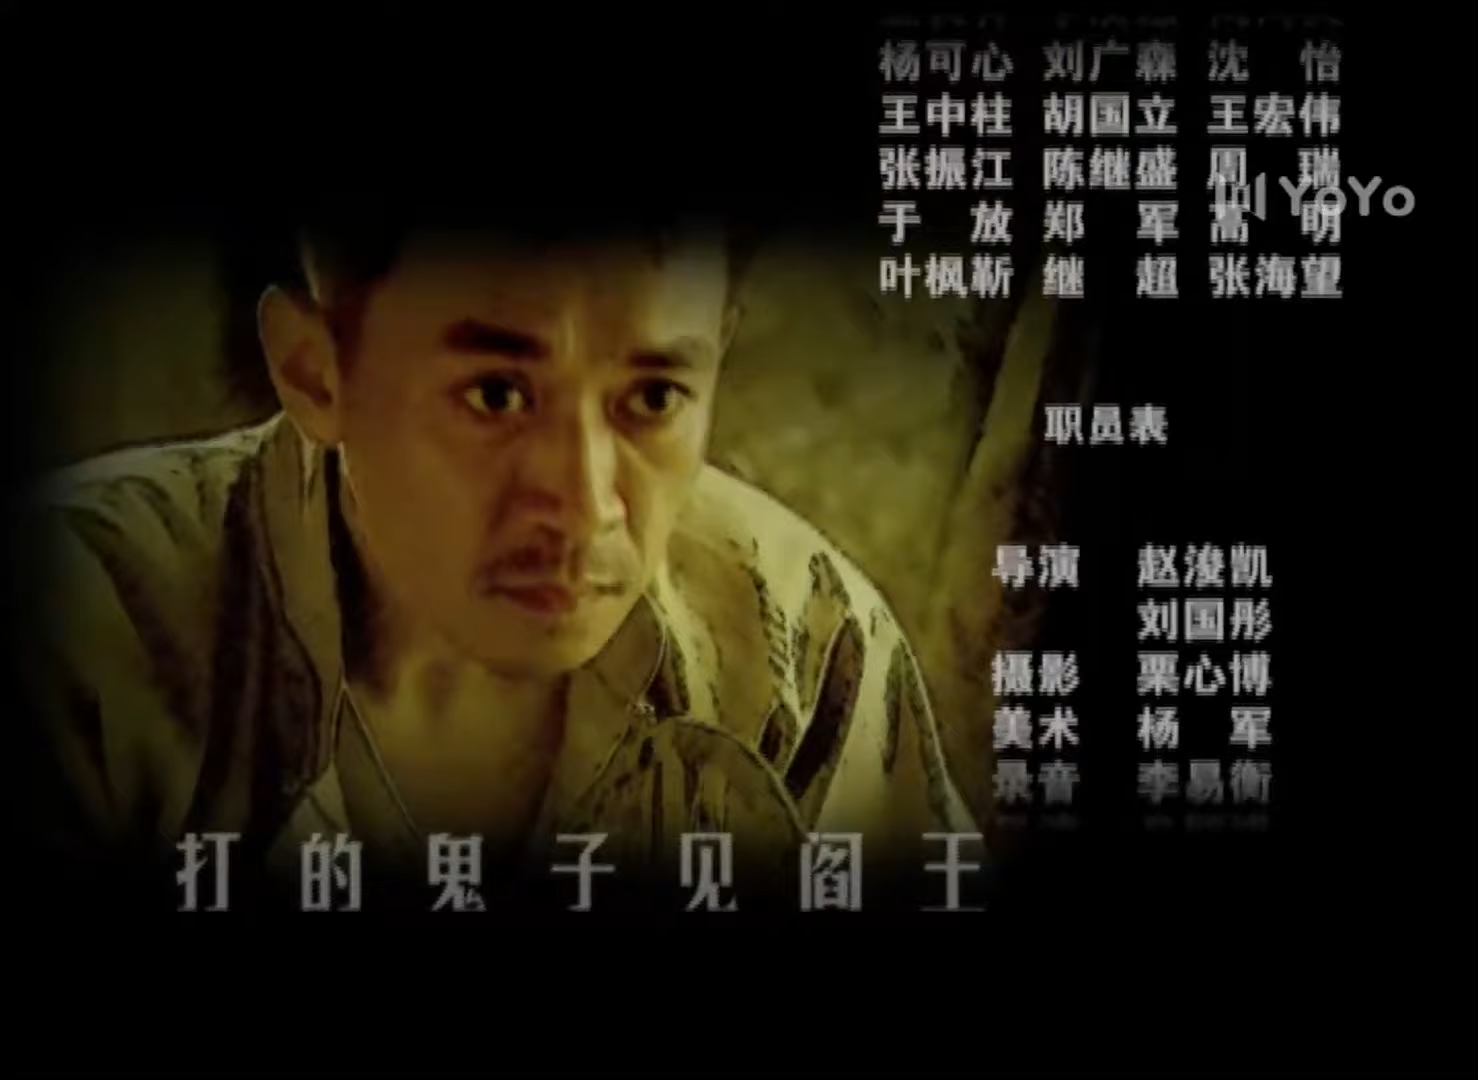 杨可心 刘广森 沈 怡
王中柱 胡国立 王宏伟
张振江 陈继盛 周 瑞
YoYo
于 放 郑 军 高 明
叶枫靳 继 超 张海望
职员表
导演 赵浚凯
刘国彤
摄影 栗心博
美术 杨 军
录音 李易衡
打的鬼子见阎王